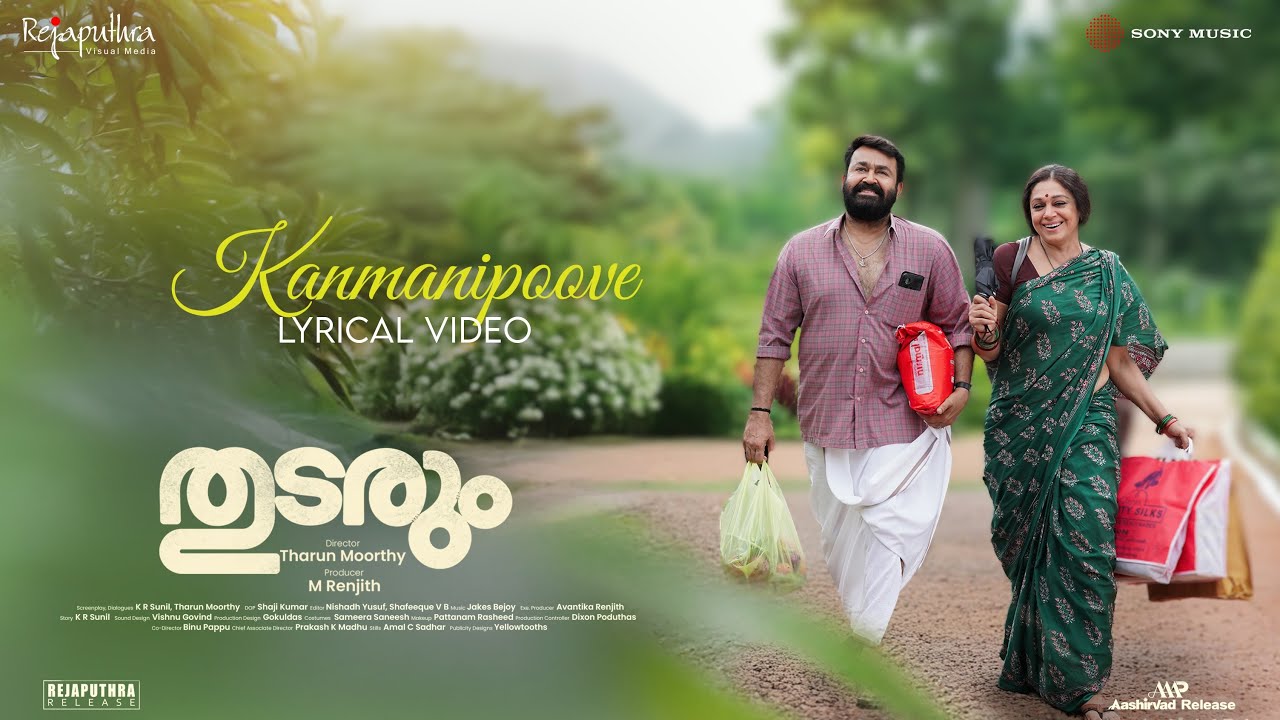 Rejaputhra
Visual Media
SONY MUSIC
Kanmanipoove
LYRICAL VIDEO
തുടരും
Director
Tharun Moorthy
Producer
M Renjith
Screenplay, Dialogues K R Sunil, Tharun Moorthy DOP Shaji Kumar Editor Nishadh Yusuf, Shafeeque V B Music Jakes Bejoy Exe. Producer Avantika Renjith
Story K R Sunil Sound Design Vishnu Govind Production Design Gokuldas Costumes Sameera Saneesh Makeup Pattanam Rasheed Production Controller Dixon Poduthas
Co-Director Binu Pappu Chief Associate Director Prakash K Madhu Stills Amal C Sadhar Publicity Designs Yellowtooths
REJAPUTHRA
RELEASE
Aashirvad Release
SILKS